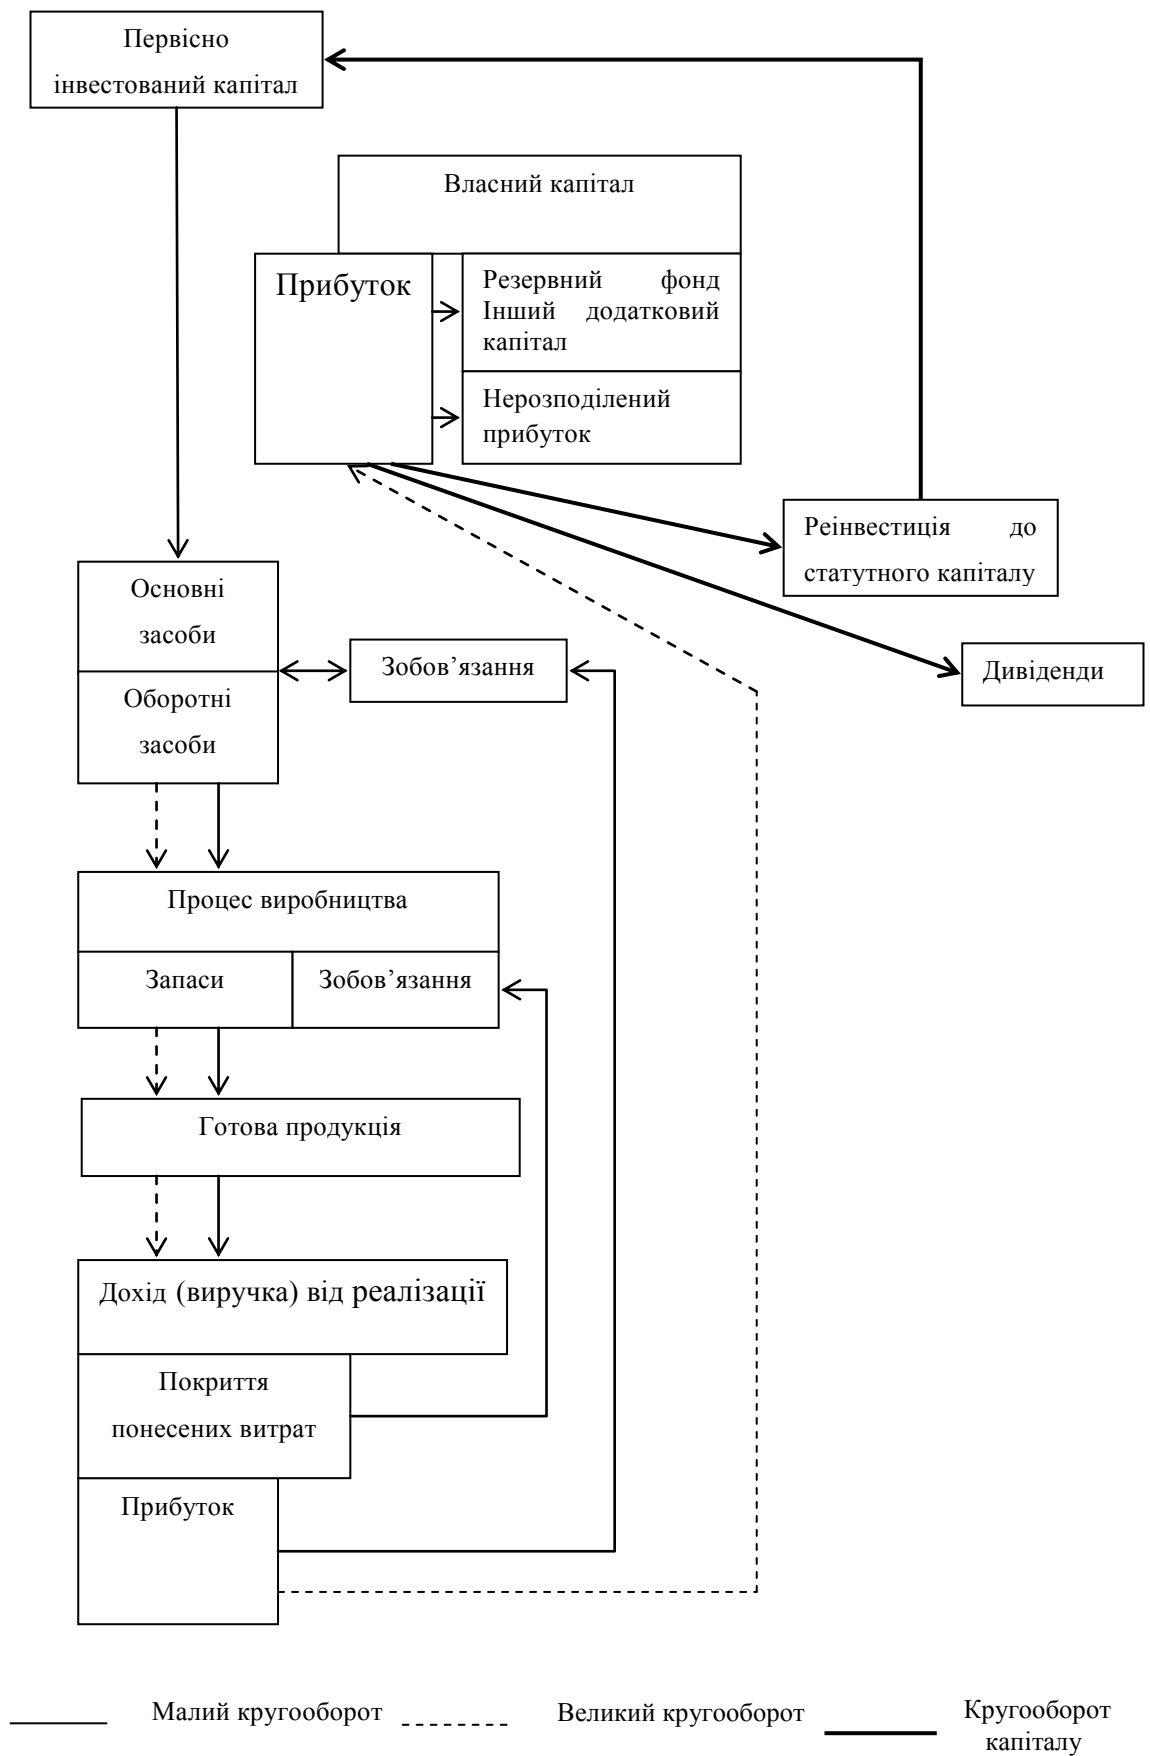 Первісно
інвестований капітал
Власний капітал
Прибуток
Резервний фонд
Інший додатковий
капітал
Нерозподілений
прибуток
Реінвестиція до
статутного капіталу
Основні
засоби
Зобов’язання
Дивіденди
Оборотні
засоби
Процес виробництва
Запаси
Зобов’язання
Готова продукція
Дохід (виручка) від реалізації
Покриття
понесених витрат
Прибуток
Малий кругооборот
Великий кругооборот
Кругооборот
капіталу